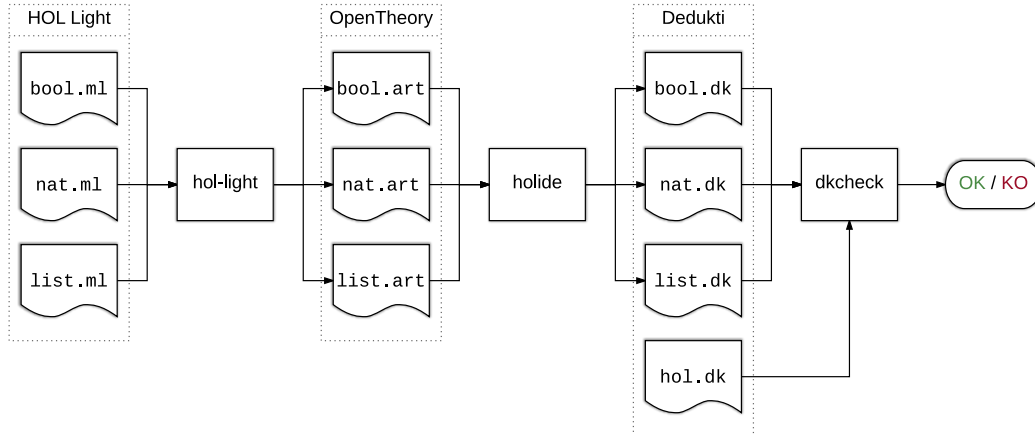 HOL Light
OpenTheory
Dedukti
bool.ml
bool.art
bool.dk
nat.ml
hol-light
nat.art
holide
nat.dk
dkcheck
OK / KO
list.ml
list.art
list.dk
hol.dk